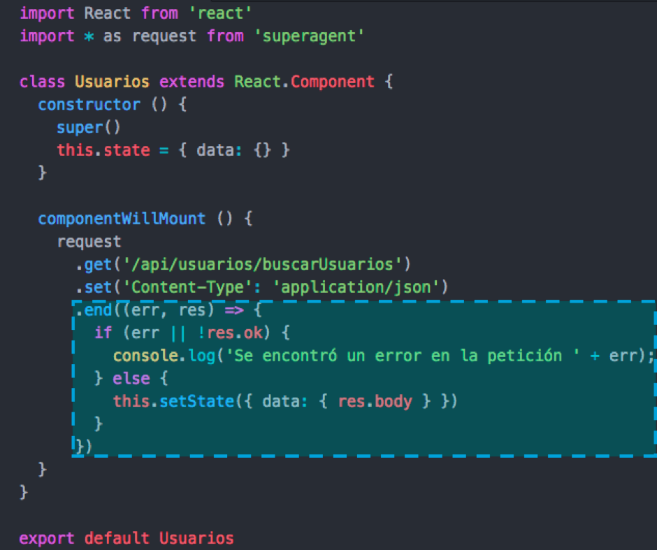 import React from 'react'
import * as request from 'superagent'
class Usuarios extends React.Component {
constructor () {
super()
this.state = { data: {} }
}
componentWillMount () {
request
.get('/api/usuarios/buscarUsuarios')
.set('Content-Type': 'application/json')
.end((err, res) => {
if (err || !res.ok) {
console.log('Se encontró un error en la petición ' + err);
} else {
this.setState({ data: { res.body } })
}
})
}
}
export default Usuarios